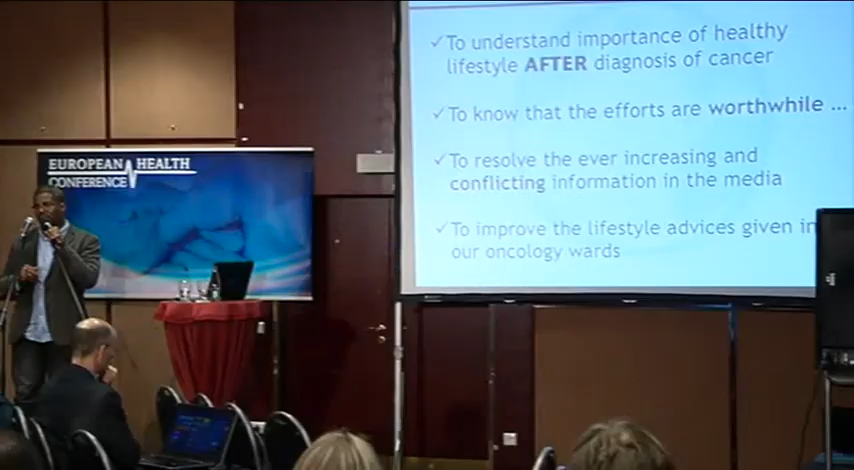 ✓To understand importance of healthy
lifestyle AFTER diagnosis of cancer
✓To know that the efforts are worthwhile ...
✓To resolve the ever increasing and
conflicting information in the media
✓To improve the lifestyle advices given in
our oncology wards
EUROPEAN HEALTH
CONFERENCE